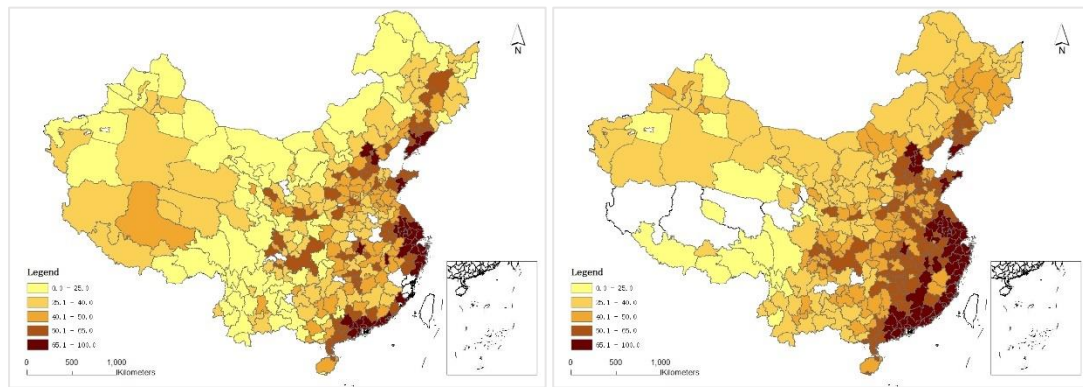 N
Legend
0.0 - 25.0
25.1 - 40.0
40.1 - 50.0
50.1 - 65.0
65.1 - 100.0
0 500 1,000
Kilometers
N
Legend
0.0 - 25.0
25.1 - 40.0
40.1 - 50.0
50.1 - 65.0
65.1 - 100.0
0 500 1,000
Kilometers